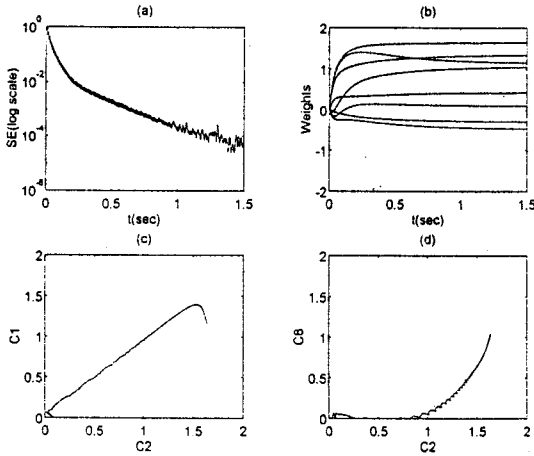 (a)
SE(log scale)
10^0
10^-2
10^-4
10^-6
0 0.5 1 1.5
t(sec)
(b)
Weights
2
1
0
-1
-2
0 0.5 1 1.5
t(sec)
(c)
C1
2
1.5
1
0.5
0
0 0.5 1 1.5 2
C2
(d)
C8
2
1.5
1
0.5
0
0 0.5 1 1.5 2
C2